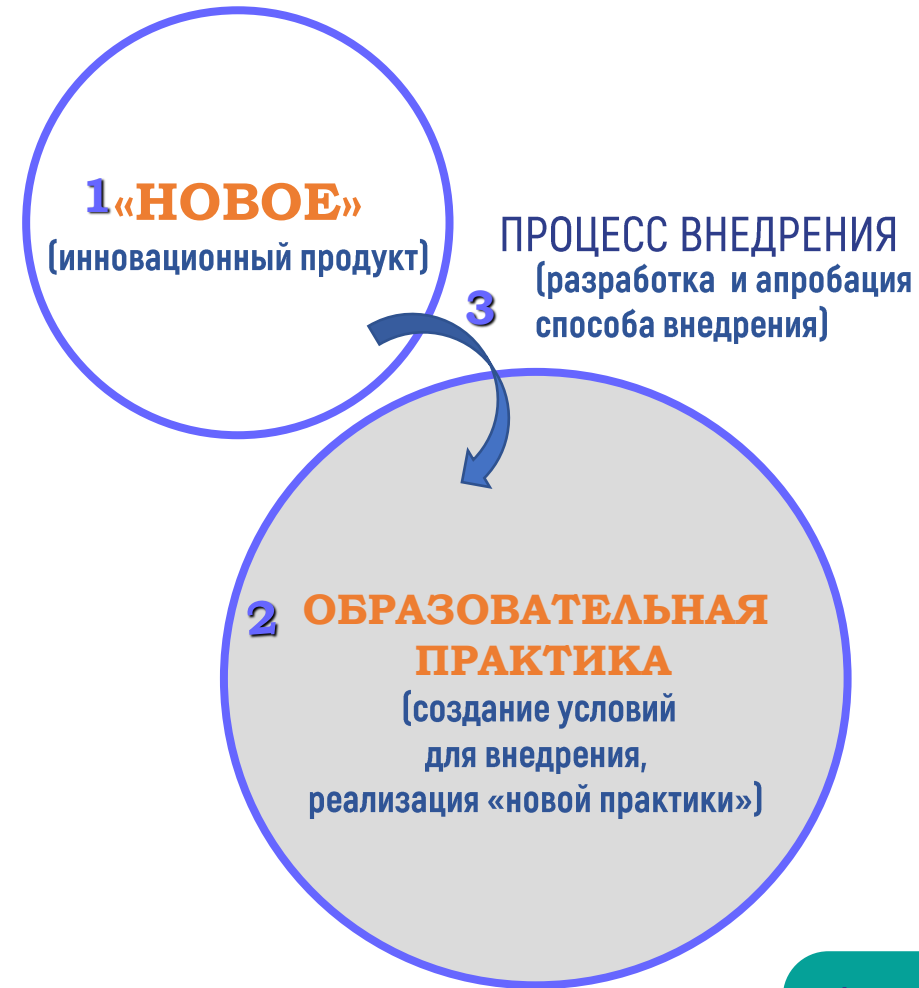 1 «НОВОЕ»
(инновационный продукт)
ПРОЦЕСС ВНЕДРЕНИЯ
3 (разработка и апробация
способа внедрения)
2 ОБРАЗОВАТЕЛЬНАЯ
ПРАКТИКА
(создание условий
для внедрения,
реализация «новой практики»)